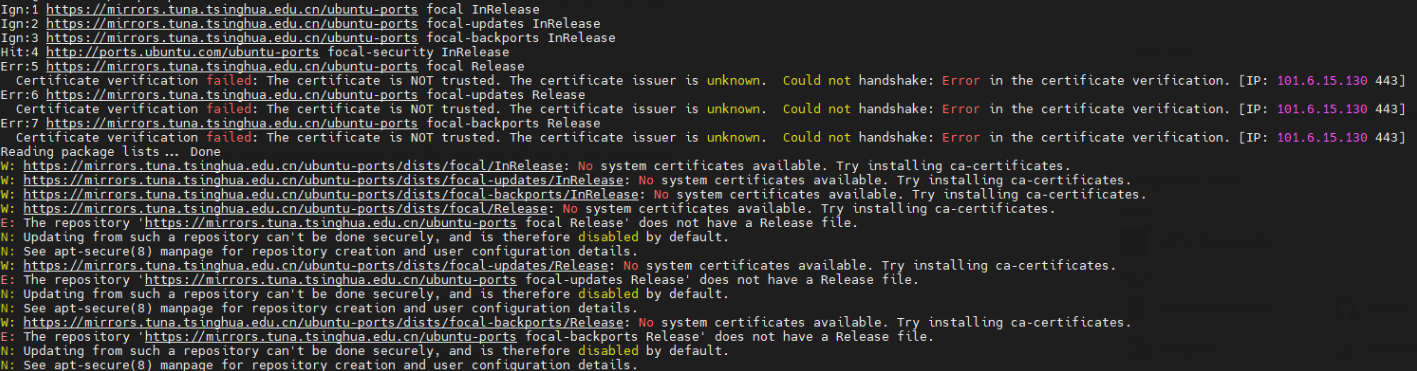 Ign:1 https://mirrors.tuna.tsinghua.edu.cn/ubuntu-ports focal InRelease
Ign:2 https://mirrors.tuna.tsinghua.edu.cn/ubuntu-ports focal-updates InRelease
Ign:3 https://mirrors.tuna.tsinghua.edu.cn/ubuntu-ports focal-backports InRelease
Hit:4 http://ports.ubuntu.com/ubuntu-ports focal-security InRelease
Err:5 https://mirrors.tuna.tsinghua.edu.cn/ubuntu-ports focal Release
Certificate verification failed: The certificate is NOT trusted. The certificate issuer is unknown.  Could not handshake: Error in the certificate verification. [IP: 101.6.15.130 443]
Err:6 https://mirrors.tuna.tsinghua.edu.cn/ubuntu-ports focal-updates Release
Certificate verification failed: The certificate is NOT trusted. The certificate issuer is unknown.  Could not handshake: Error in the certificate verification. [IP: 101.6.15.130 443]
Err:7 https://mirrors.tuna.tsinghua.edu.cn/ubuntu-ports focal-backports Release
Certificate verification failed: The certificate is NOT trusted. The certificate issuer is unknown.  Could not handshake: Error in the certificate verification. [IP: 101.6.15.130 443]
Reading package lists... Done
W: https://mirrors.tuna.tsinghua.edu.cn/ubuntu-ports/dists/focal/InRelease: No system certificates available. Try installing ca-certificates.
W: https://mirrors.tuna.tsinghua.edu.cn/ubuntu-ports/dists/focal-updates/InRelease: No system certificates available. Try installing ca-certificates.
W: https://mirrors.tuna.tsinghua.edu.cn/ubuntu-ports/dists/focal-backports/InRelease: No system certificates available. Try installing ca-certificates.
W: https://mirrors.tuna.tsinghua.edu.cn/ubuntu-ports/dists/focal/Release: No system certificates available. Try installing ca-certificates.
E: The repository 'https://mirrors.tuna.tsinghua.edu.cn/ubuntu-ports focal Release' does not have a Release file.
N: Updating from such a repository can't be done securely, and is therefore disabled by default.
N: See apt-secure(8) manpage for repository creation and user configuration details.
W: https://mirrors.tuna.tsinghua.edu.cn/ubuntu-ports/dists/focal-updates/Release: No system certificates available. Try installing ca-certificates.
E: The repository 'https://mirrors.tuna.tsinghua.edu.cn/ubuntu-ports focal-updates Release' does not have a Release file.
N: Updating from such a repository can't be done securely, and is therefore disabled by default.
N: See apt-secure(8) manpage for repository creation and user configuration details.
W: https://mirrors.tuna.tsinghua.edu.cn/ubuntu-ports/dists/focal-backports/Release: No system certificates available. Try installing ca-certificates.
E: The repository 'https://mirrors.tuna.tsinghua.edu.cn/ubuntu-ports focal-backports Release' does not have a Release file.
N: Updating from such a repository can't be done securely, and is therefore disabled by default.
N: See apt-secure(8) manpage for repository creation and user configuration details.